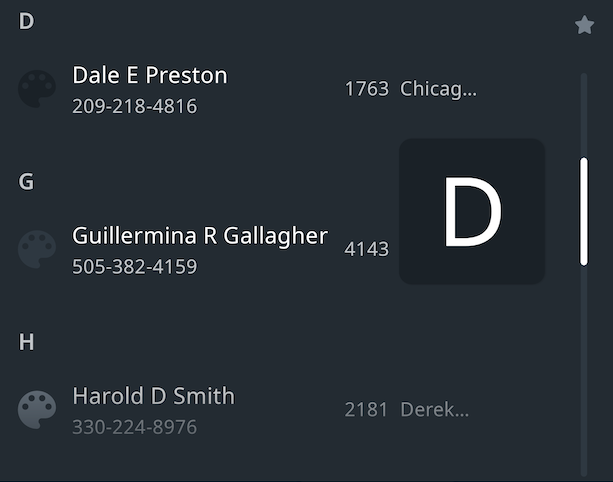 D
Dale E Preston
209-218-4816
1763 Chicag...
G
D
Guillermina R Gallagher
505-382-4159
4143
H
Harold D Smith
330-224-8976
2181 Derek...